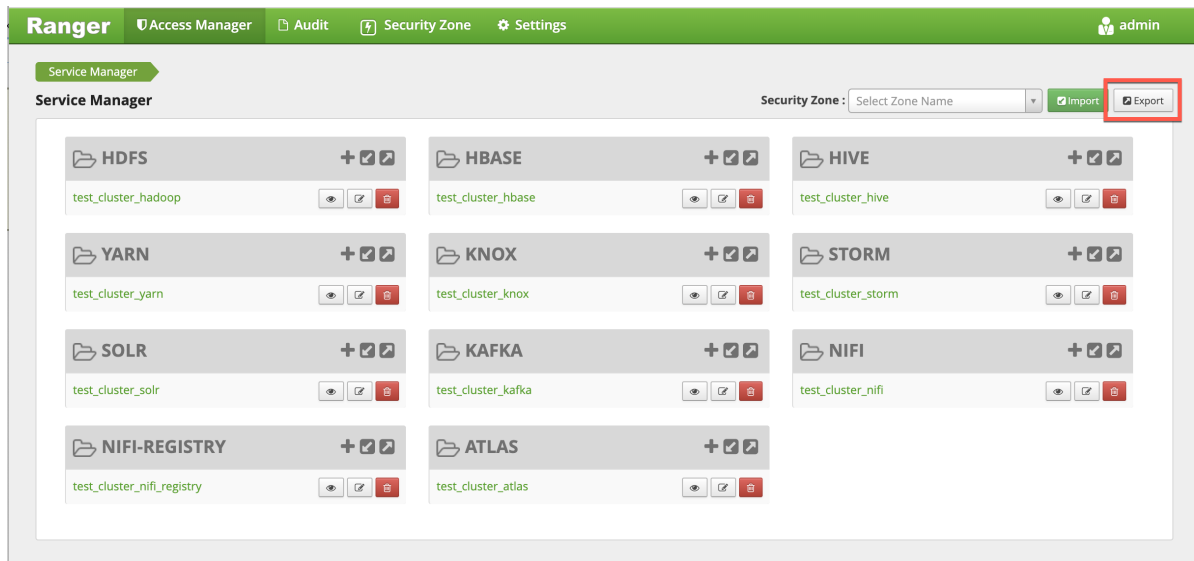 Ranger Access Manager Audit Security Zone Settings admin
Service Manager
Service Manager Security Zone : Select Zone Name Import Export
HDFS HBASE HIVE
test_cluster_hadoop test_cluster_hbase test_cluster_hive
YARN KNOX STORM
test_cluster_yarn test_cluster_knox test_cluster_storm
SOLR KAFKA NIFI
test_cluster_solr test_cluster_kafka test_cluster_nifi
NIFI-REGISTRY ATLAS
test_cluster_nifi_registry test_cluster_atlas